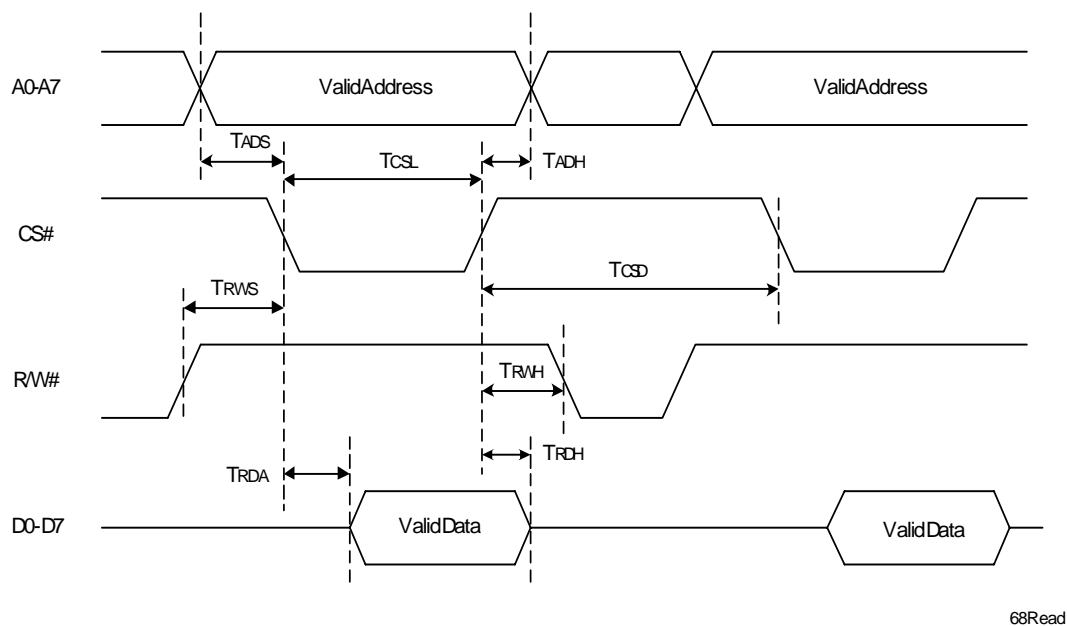 A0-A7
ValidAddress
ValidAddress
TADS
TCSL
TADH
CS#
TCSD
TRWS
R/W#
TRWH
TRDH
TRDA
D0-D7
ValidData
ValidData
68Read